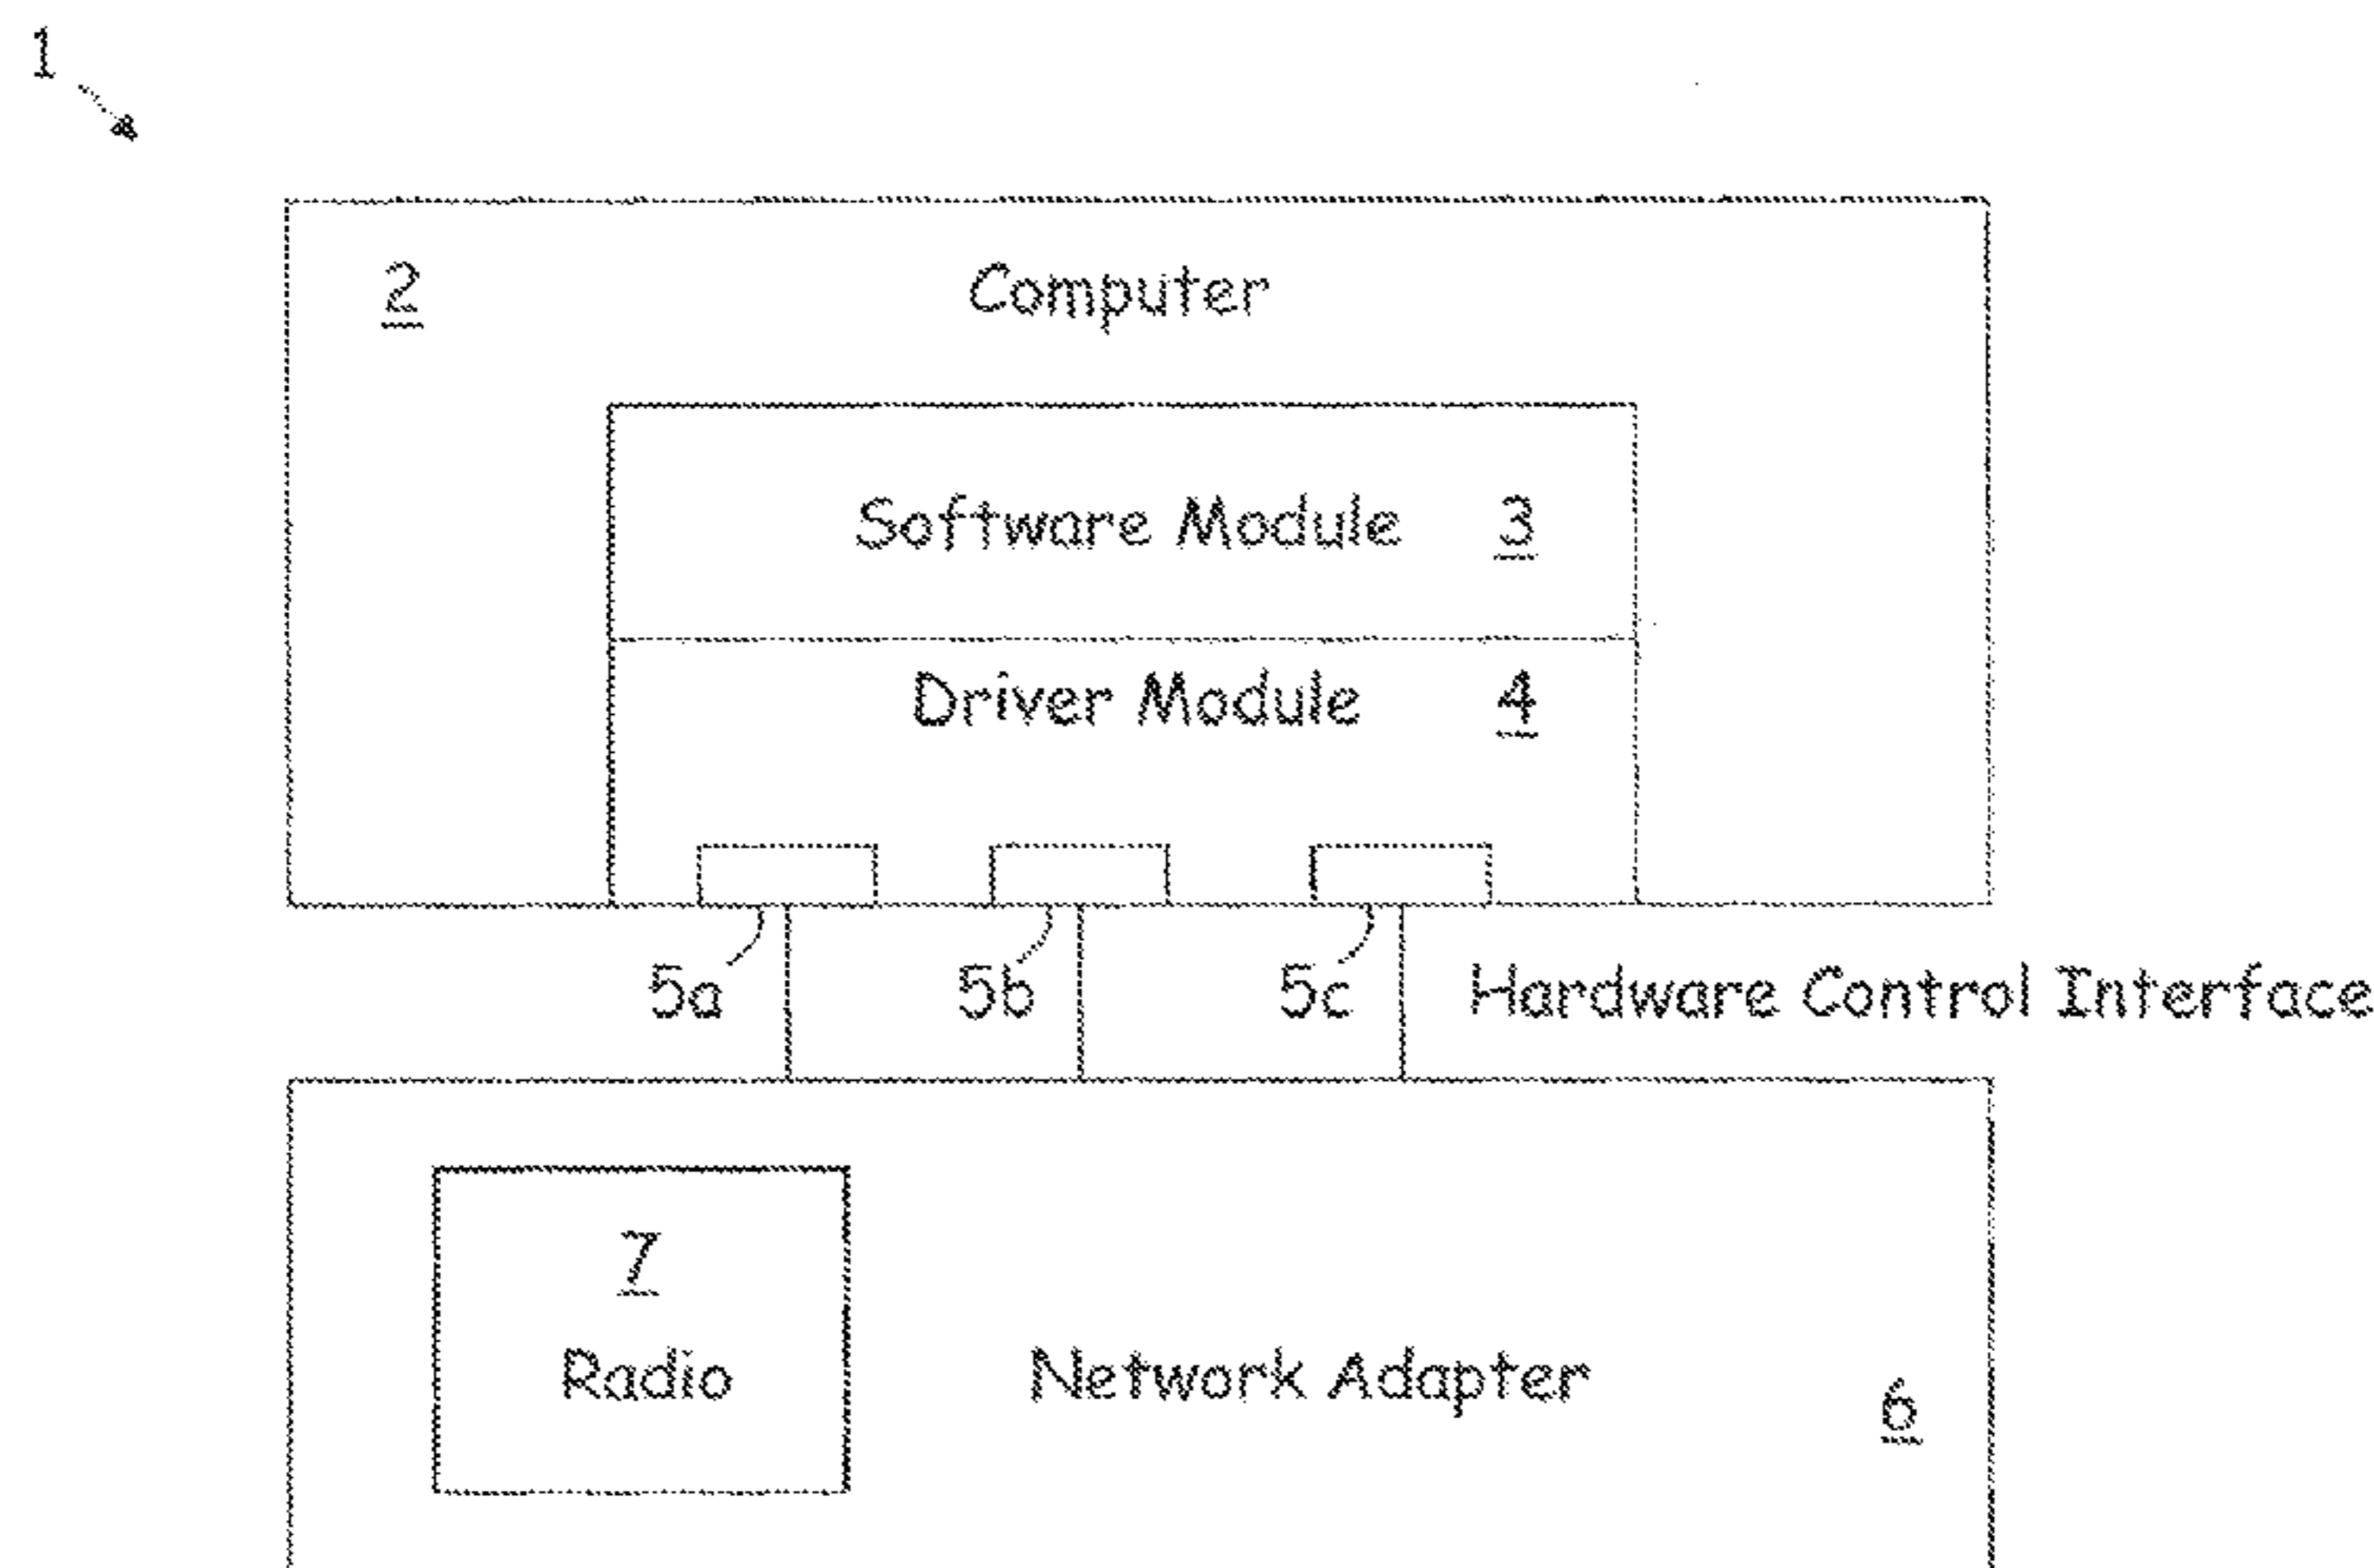 1
2 Computer
Software Module 3
Driver Module 4
5a 5b 5c Hardware Control Interface
7
Radio
Network Adapter
6